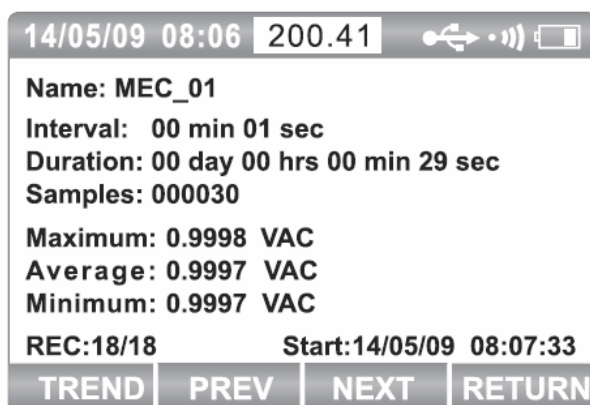 14/05/09 08:06 200.41
Name: MEC_01
Interval: 00 min 01 sec
Duration: 00 day 00 hrs 00 min 29 sec
Samples: 000030
Maximum: 0.9998 VAC
Average: 0.9997 VAC
Minimum: 0.9997 VAC
REC:18/18 Start:14/05/09 08:07:33
TREND PREV NEXT RETURN